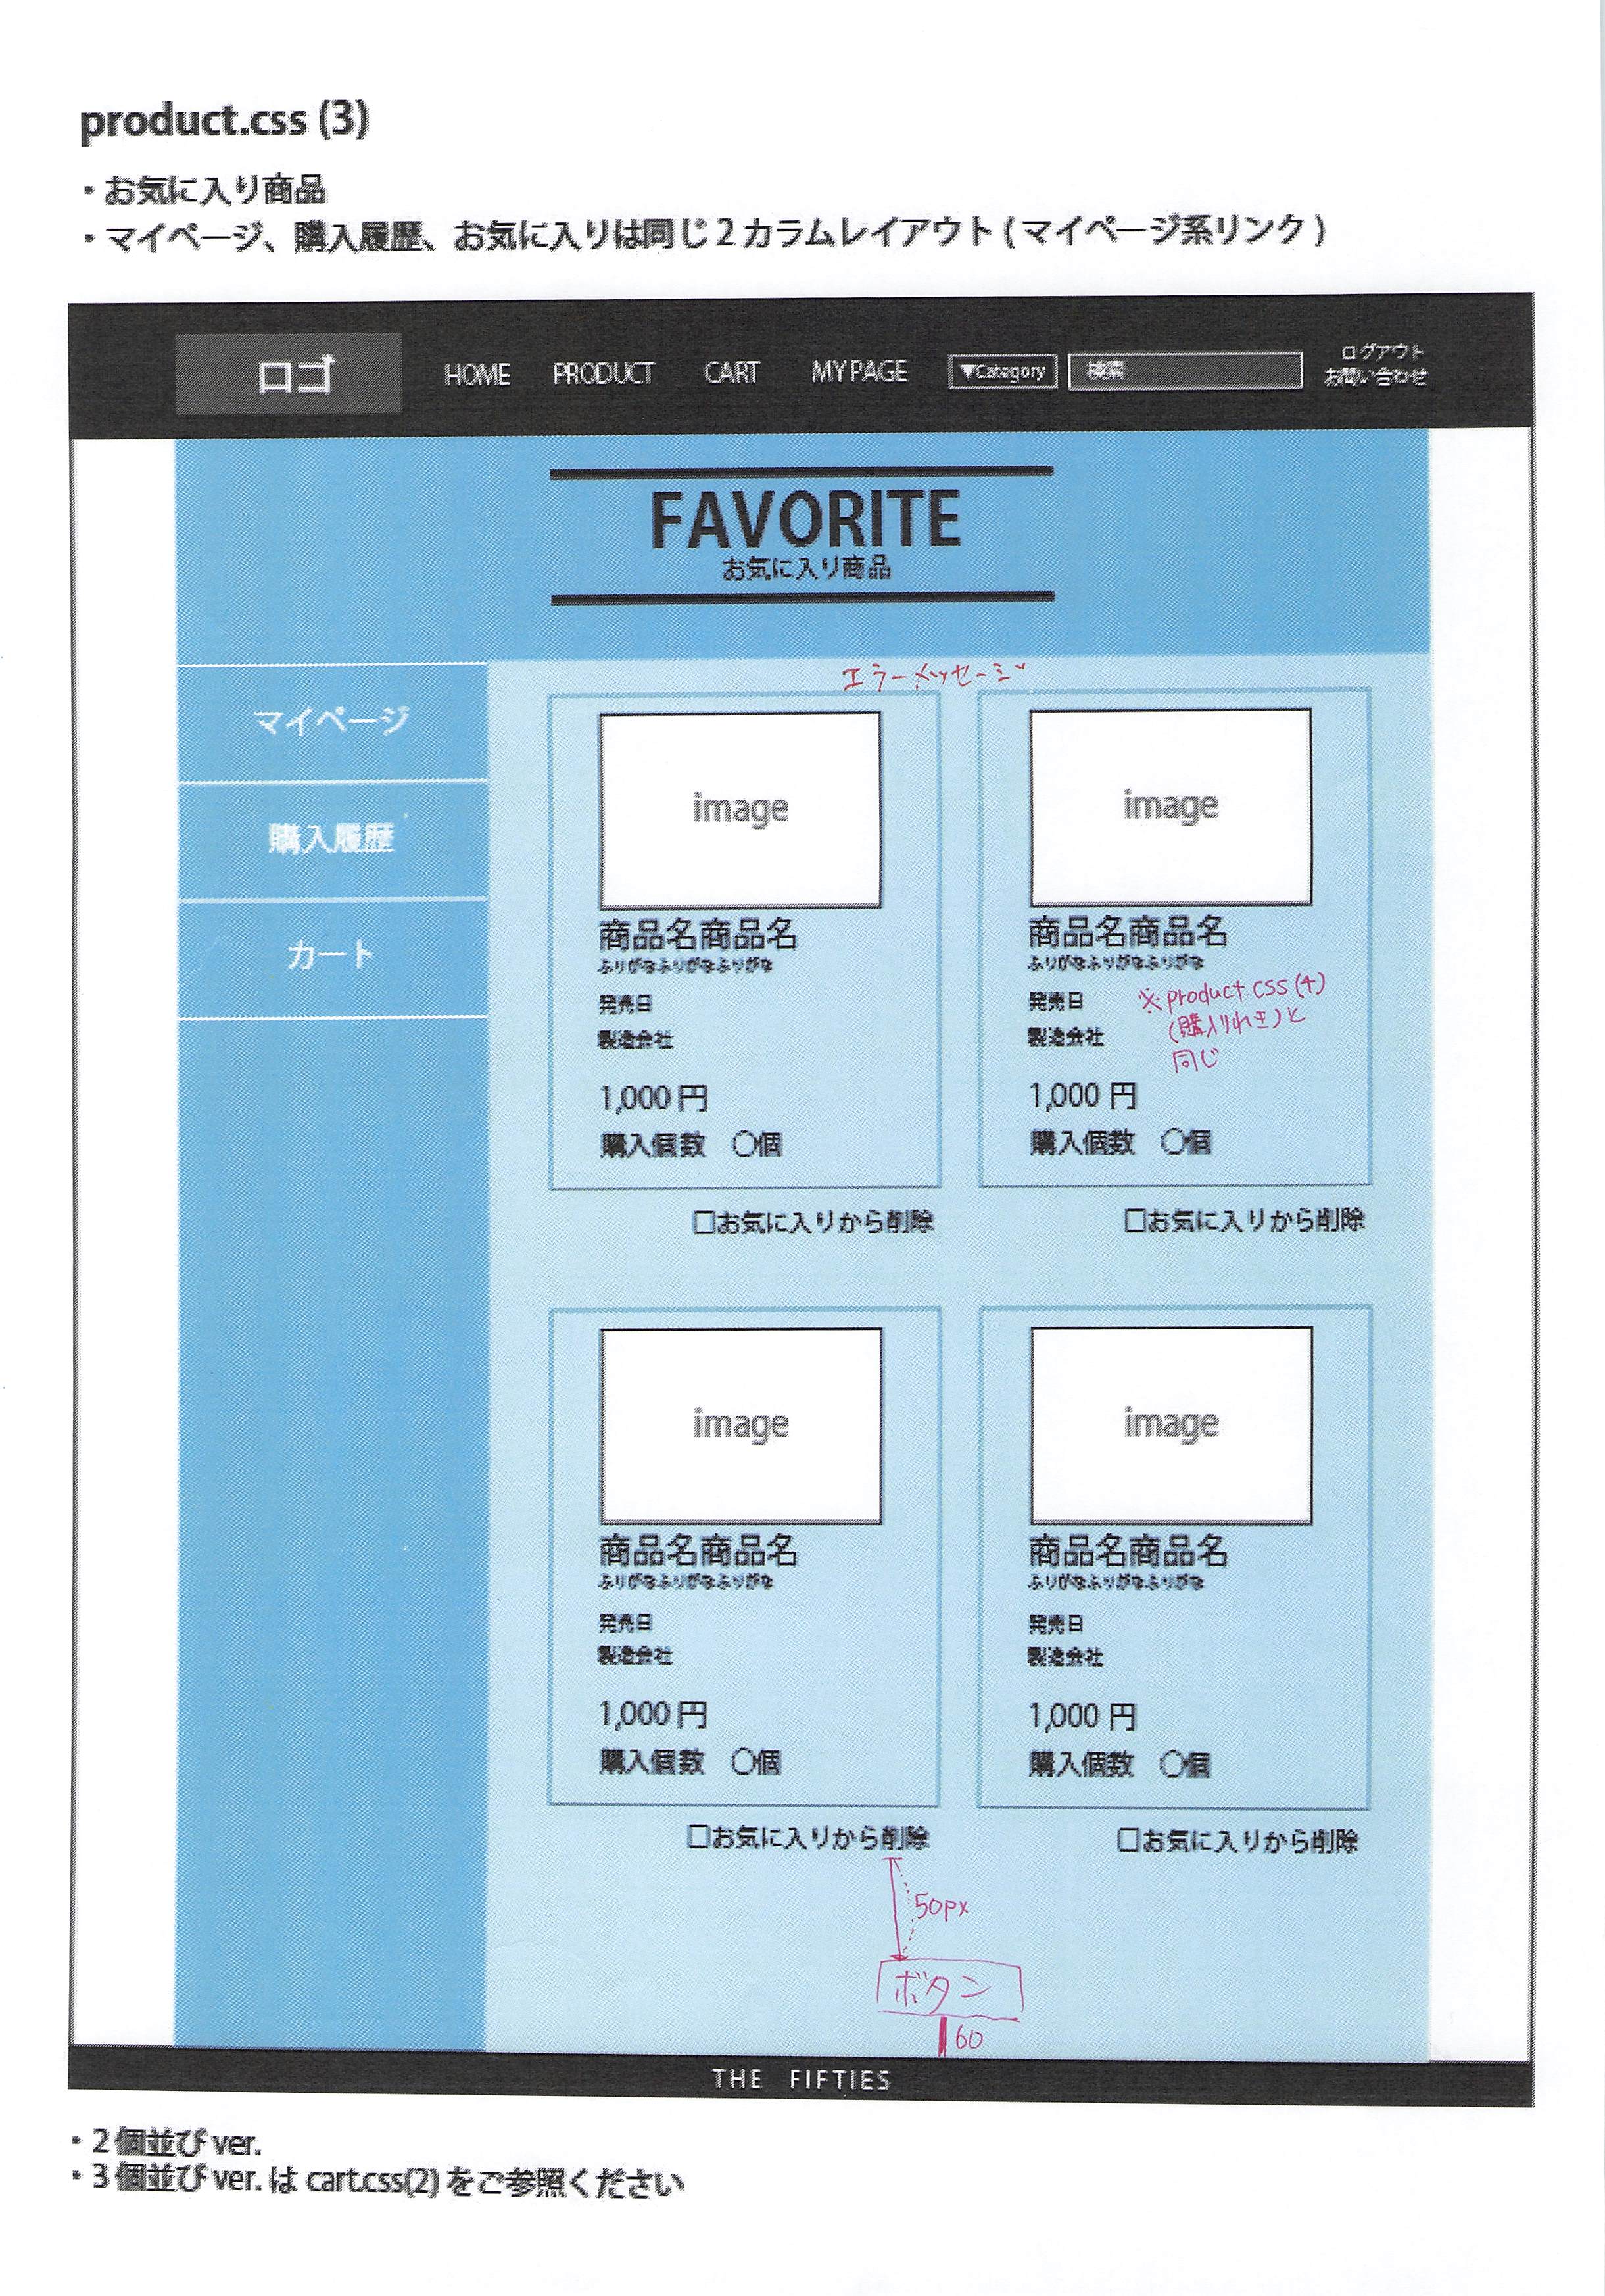 product.css (3)
・お気に入り商品
・マイページ、購入履歴、お気に入りは同じ2カラムレイアウト(マイページ系リンク)
ロゴ HOME PRODUCT CART MYPAGE ▼Category 検索 ログアウト
お問い合わせ
FAVORITE
お気に入り商品
エラーメッセージ
マイページ
購入履歴
カート
image
商品名商品名
ふりがなふりがなふりがな
発売日
製造会社
1,000 円
購入個数 〇個
□お気に入りから削除
image
商品名商品名
ふりがなふりがなふりがな
発売日
製造会社
※product.css(4)
(購入りれき)と
同じ
1,000 円
購入個数 〇個
□お気に入りから削除
image
商品名商品名
ふりがなふりがなふりがな
発売日
製造会社
1,000 円
購入個数 〇個
□お気に入りから削除
image
商品名商品名
ふりがなふりがなふりがな
発売日
製造会社
1,000 円
購入個数 〇個
□お気に入りから削除
50px
ボタン
60
THE FIFTIES
・2個並び ver.
・3個並び ver. は cart.css(2) をご参照ください